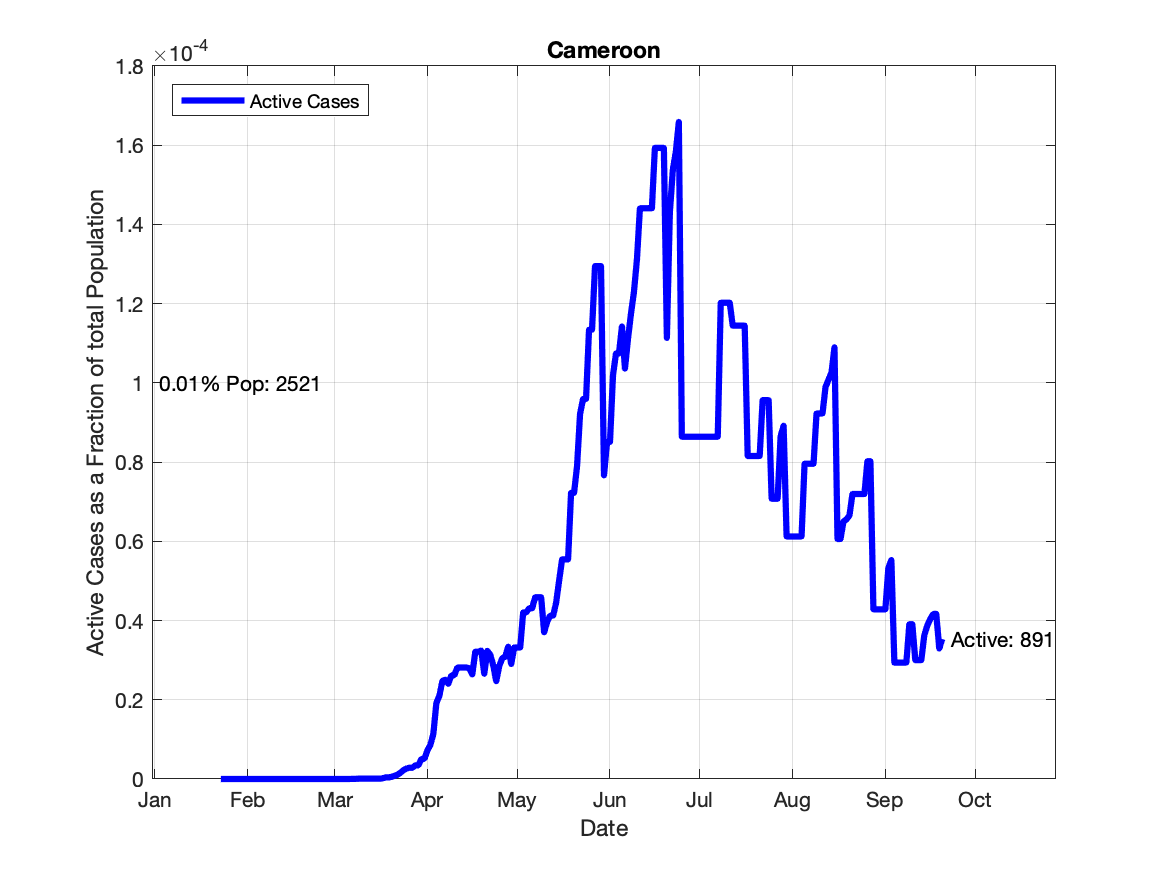 Cameroon
×10-4
1.8
1.6
1.4
1.2
1
0.8
0.6
0.4
0.2
0
Active Cases as a Fraction of total Population
Active Cases
0.01% Pop: 2521
Active: 891
Jan Feb Mar Apr May Jun Jul Aug Sep Oct
Date